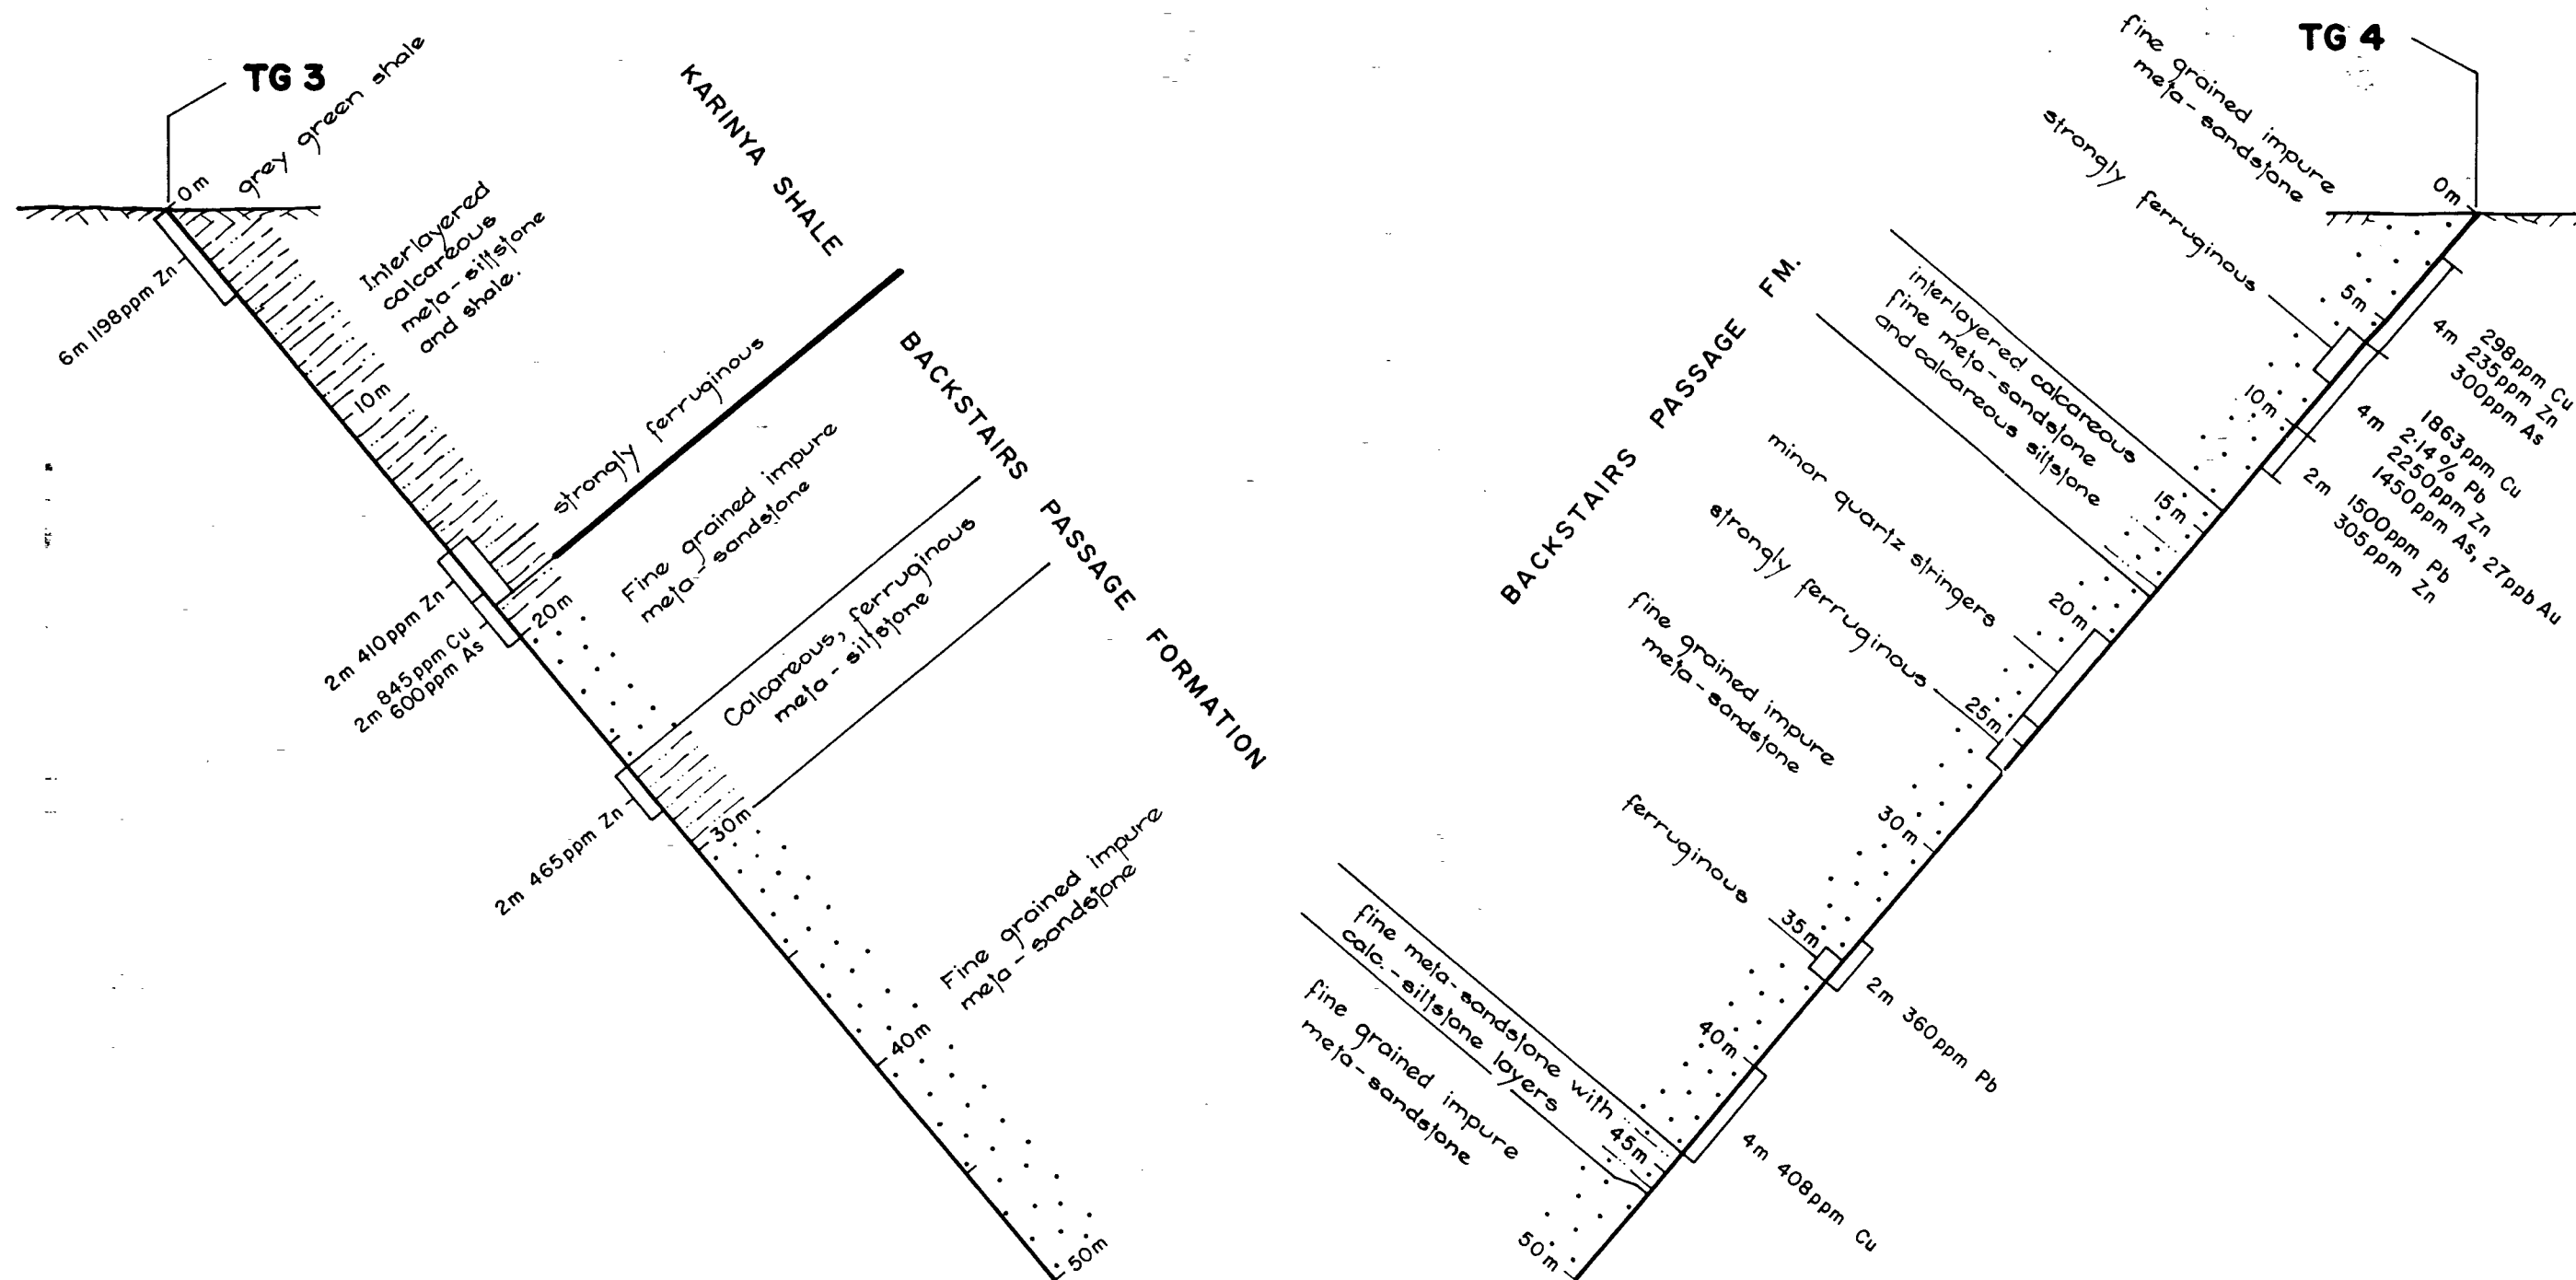 TG 3
grey green shale
0m
Interlayered
calcareous
meta-siltstone
and shale.
KARINYA SHALE
6m 1198ppm Zn
10m
strongly ferruginous
BACKSTAIRS PASSAGE FORMATION
Fine grained impure
meta-sandstone
20m
2m 410ppm Zn
2m 845ppm Cu
600ppm As
Calcareous, ferruginous
meta-siltstone
30m
2m 465ppm Zn
Fine grained impure
meta-sandstone
40m
50m
TG 4
fine grained impure
meta-sandstone
0m
strongly ferruginous
5m
4m 298ppm Cu
235ppm Zn
300ppm As
BACKSTAIRS PASSAGE FM.
interlayered calcareous
fine meta-sandstone
and calcareous siltstone
10m
4m 1863ppm Cu
2.14% Pb
2250ppm Zn
1450ppm As, 27ppb Au
2m 1500ppm Pb
305ppm Zn
15m
minor quartz stringers
strongly ferruginous
20m
fine grained impure
meta-sandstone
25m
30m
ferruginous
35m
2m 360ppm Pb
fine meta-sandstone with
calc.-siltstone layers
40m
fine grained impure
meta-sandstone
45m
4m 408ppm Cu
50m